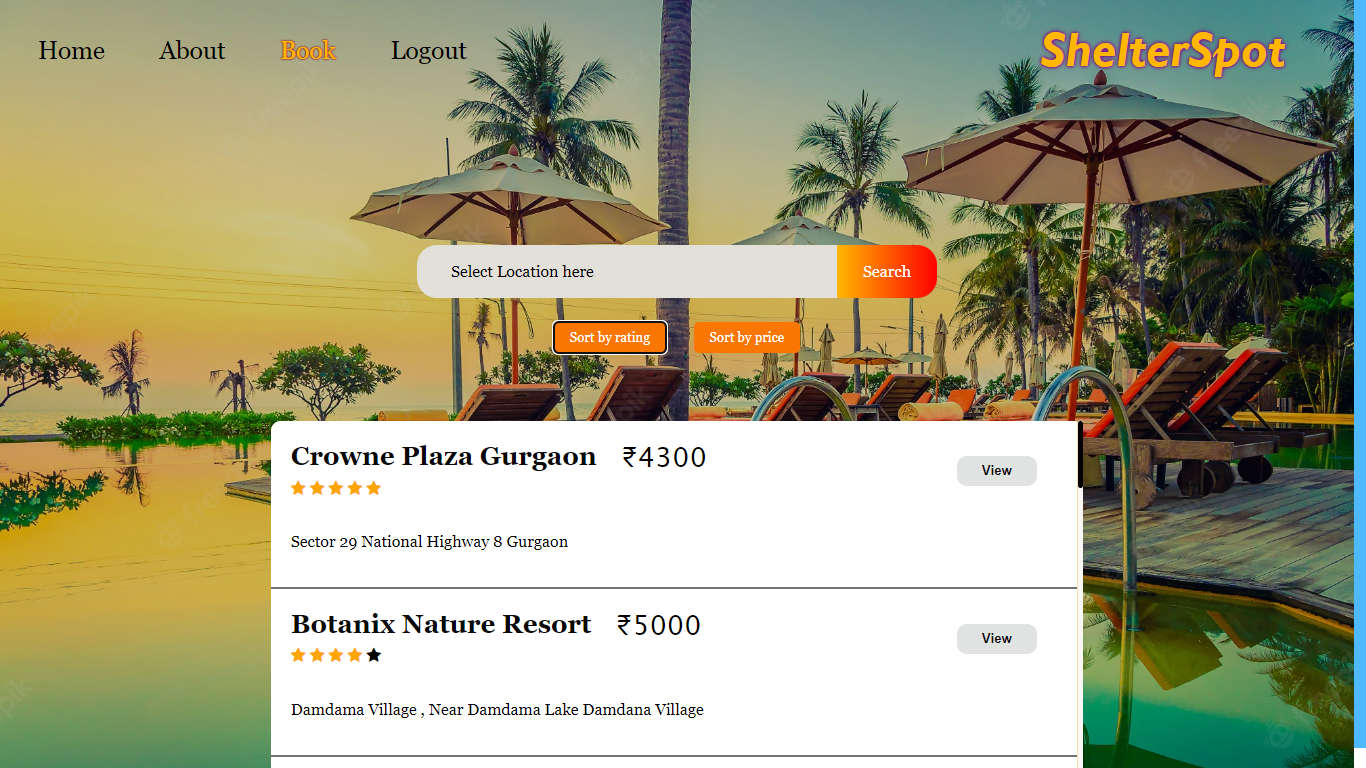 Home About Book Logout
ShelterSpot
Select Location here Search
Sort by rating Sort by price
Crowne Plaza Gurgaon ₹4300
View
Sector 29 National Highway 8 Gurgaon
Botanix Nature Resort ₹5000
View
Damdama Village , Near Damdama Lake Damdana Village